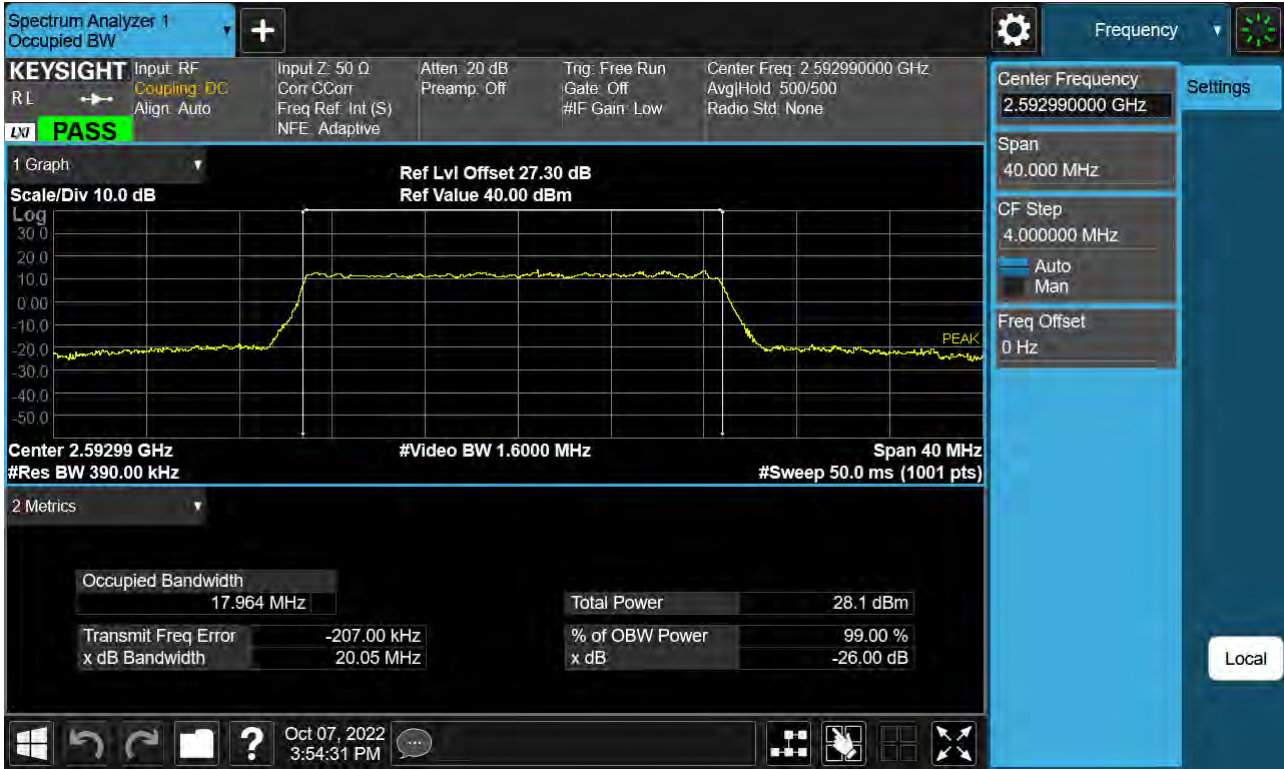 Spectrum Analyzer 1
Occupied BW
+
Frequency
KEYSIGHT
RL
LXI
PASS
Input: RF
Coupling: DC
Align: Auto
Input Z: 50 Ω
Corr CCorr
Freq Ref: Int (S)
NFE: Adaptive
Atten: 20 dB
Preamp: Off
Trig: Free Run
Gate: Off
#IF Gain: Low
Center Freq: 2.592990000 GHz
Avg|Hold: 500/500
Radio Std: None
1 Graph
Scale/Div 10.0 dB
Ref Lvl Offset 27.30 dB
Ref Value 40.00 dBm
Log
30.0
20.0
10.0
0.00
-10.0
-20.0
-30.0
-40.0
-50.0
PEAK
Center 2.59299 GHz
#Video BW 1.6000 MHz
Span 40 MHz
#Res BW 390.00 kHz
#Sweep 50.0 ms (1001 pts)
2 Metrics
Occupied Bandwidth
17.964 MHz
Total Power 28.1 dBm
Transmit Freq Error -207.00 kHz
% of OBW Power 99.00 %
x dB Bandwidth 20.05 MHz
x dB -26.00 dB
Center Frequency
2.592990000 GHz
Settings
Span
40.000 MHz
CF Step
4.000000 MHz
Auto
Man
Freq Offset
0 Hz
Local
?
Oct 07, 2022
3:54:31 PM